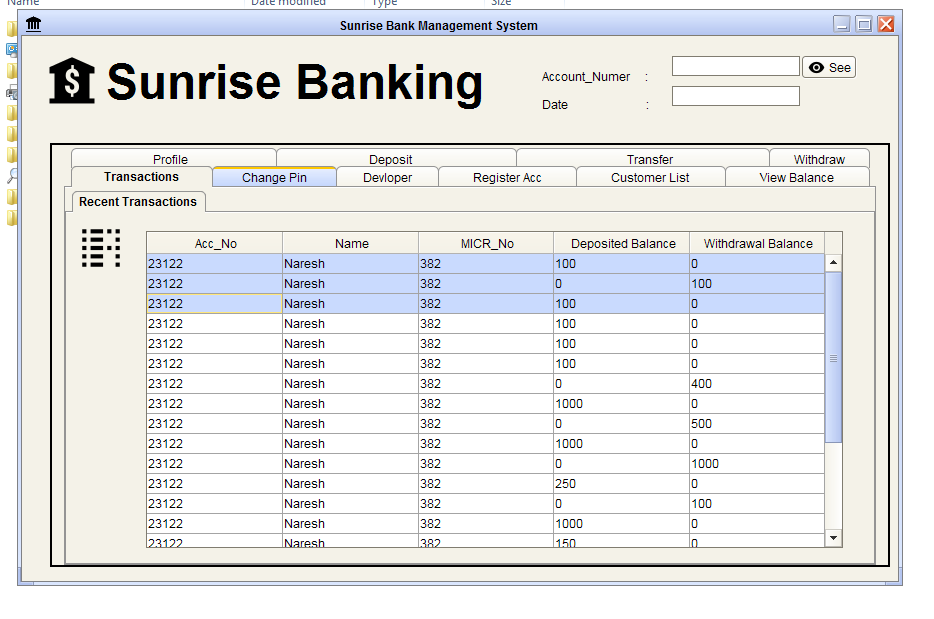 Name Date modified Type Size
Sunrise Bank Management System
Sunrise Banking
Account_Numer : See
Date :
Profile Deposit Transfer Withdraw
Transactions Change Pin Devloper Register Acc Customer List View Balance
Recent Transactions
Acc_No Name MICR_No Deposited Balance Withdrawal Balance
23122 Naresh 382 100 0
23122 Naresh 382 0 100
23122 Naresh 382 100 0
23122 Naresh 382 100 0
23122 Naresh 382 100 0
23122 Naresh 382 100 0
23122 Naresh 382 0 400
23122 Naresh 382 1000 0
23122 Naresh 382 0 500
23122 Naresh 382 1000 0
23122 Naresh 382 0 1000
23122 Naresh 382 250 0
23122 Naresh 382 0 100
23122 Naresh 382 1000 0
23122 Naresh 382 150 0